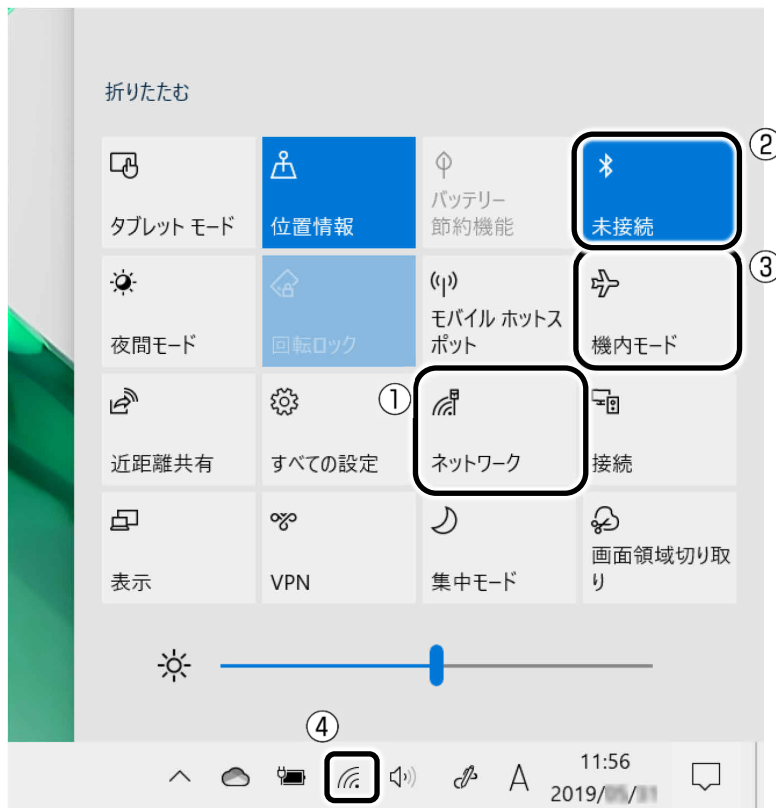 折りたたむ
②
タブレット モード
位置情報
バッテリー
節約機能
未接続
③
夜間モード
回転ロック
モバイル ホットス
ポット
機内モード
①
近距離共有
すべての設定
ネットワーク
接続
表示
VPN
集中モード
画面領域切り取
り
④
A
11:56
2019/